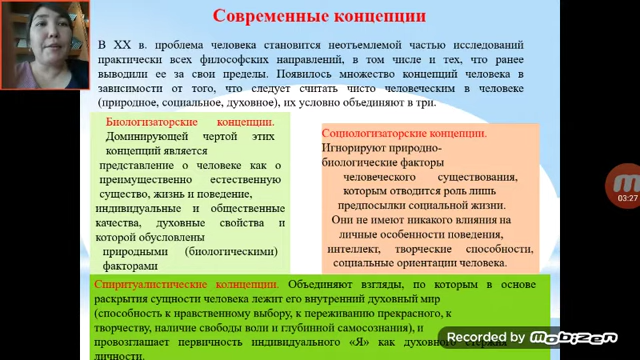 Современные концепции
В XX в. проблема человека становится неотъемлемой частью исследований
практически всех философских направлений, в том числе и тех, что ранее
выводили ее за свои пределы. Появилось множество концепций человека в
зависимости от того, что следует считать чисто человеческим в человеке
(природное, социальное, духовное), их условно объединяют в три.
Биологизаторские концепции.
Доминирующей чертой этих
концепций является
представление о человеке как о
преимущественно естественную
существо, жизнь и поведение,
индивидуальные и общественные
качества, духовные свойства и
которой обусловлены
природными (биологическими)
факторами
Социологизаторские концепции.
Игнорируют природно-
биологические факторы
человеческого существования,
которым отводится роль лишь
предпосылки социальной жизни.
Они не имеют никакого влияния на
личные особенности поведения,
интеллект, творческие способности,
социальные ориентации человека.
Спиритуалистические колнцепции. Объединяют взгляды, по которым в основе
раскрытия сущности человека лежит его внутренний духовный мир
(способность к нравственному выбору, к переживанию прекрасного, к
творчеству, наличие свободы воли и глубинной самосознания), и
провозглашает первичность индивидуального «Я» как духовного стержня
личности.
03:27
Recorded by Mobizen